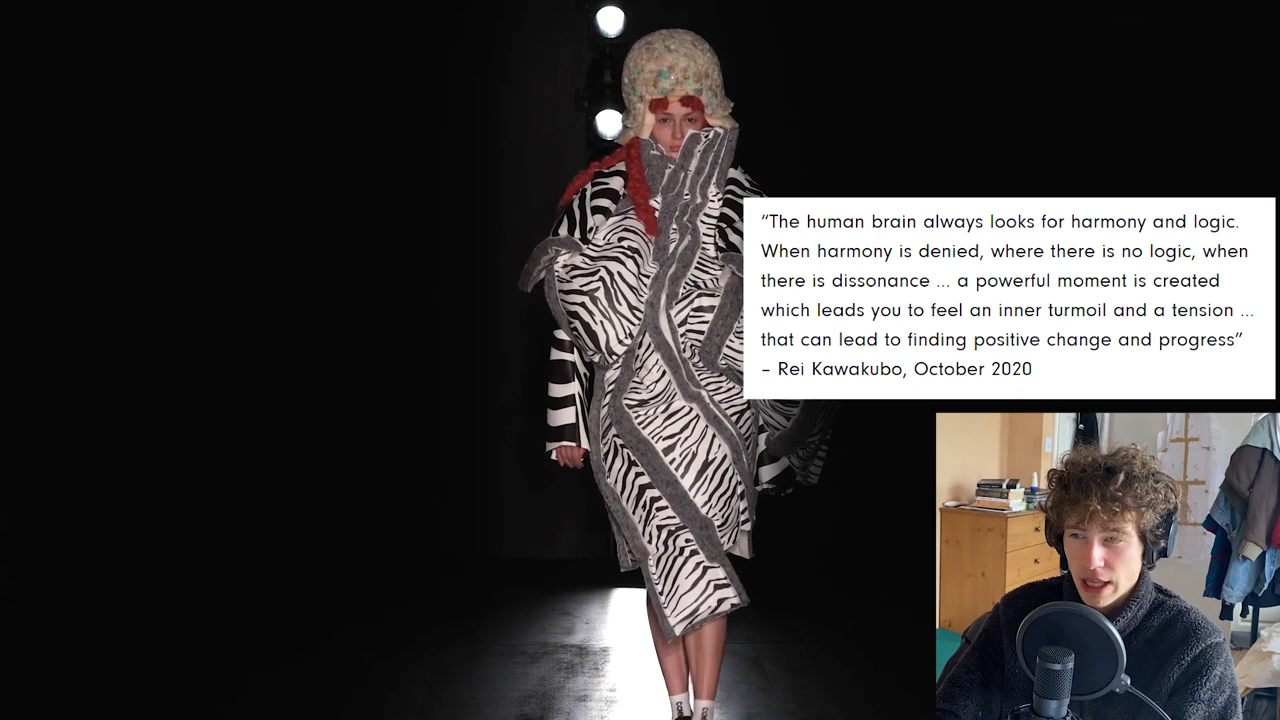 “The human brain always looks for harmony and logic.
When harmony is denied, where there is no logic, when
there is dissonance ... a powerful moment is created
which leads you to feel an inner turmoil and a tension ...
that can lead to finding positive change and progress”
– Rei Kawakubo, October 2020